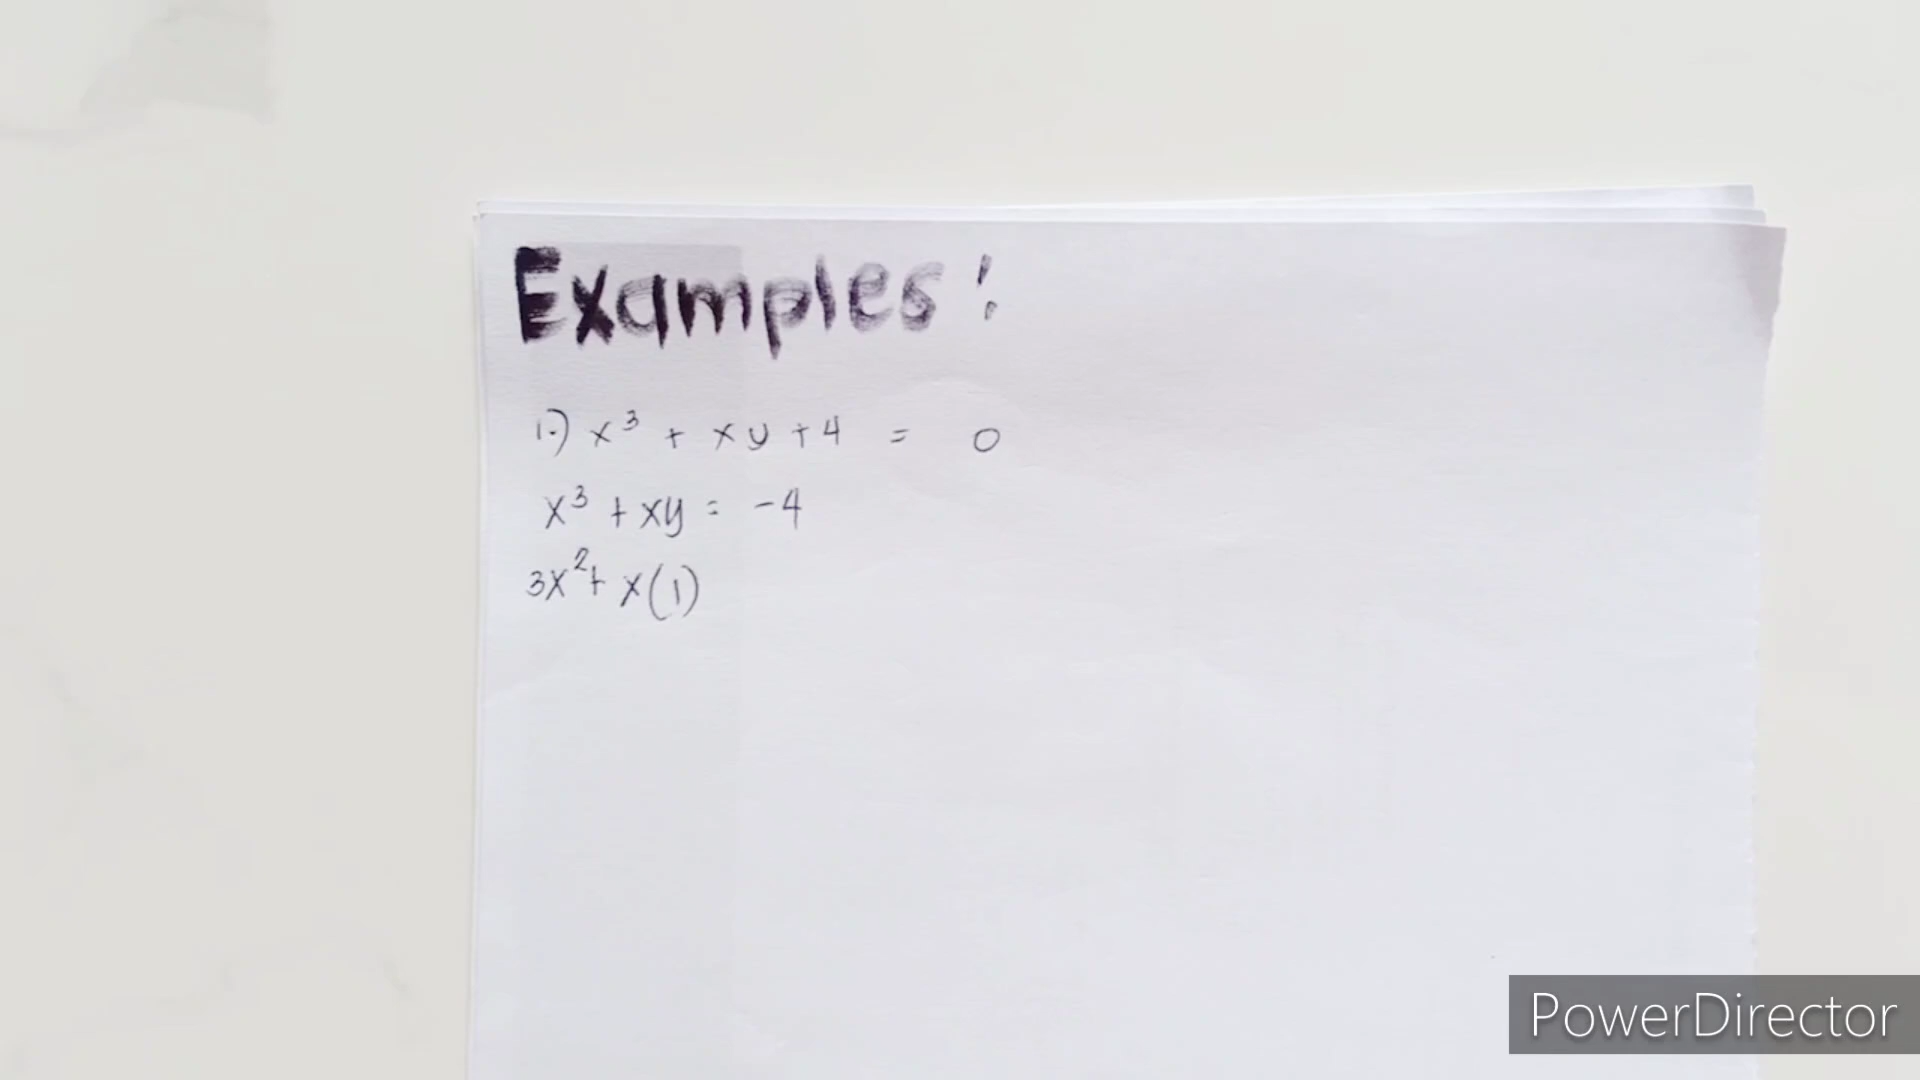 Examples:
1.) x³ + xy + 4 = 0
x³ + xy = -4
3x² + x(1)
PowerDirector